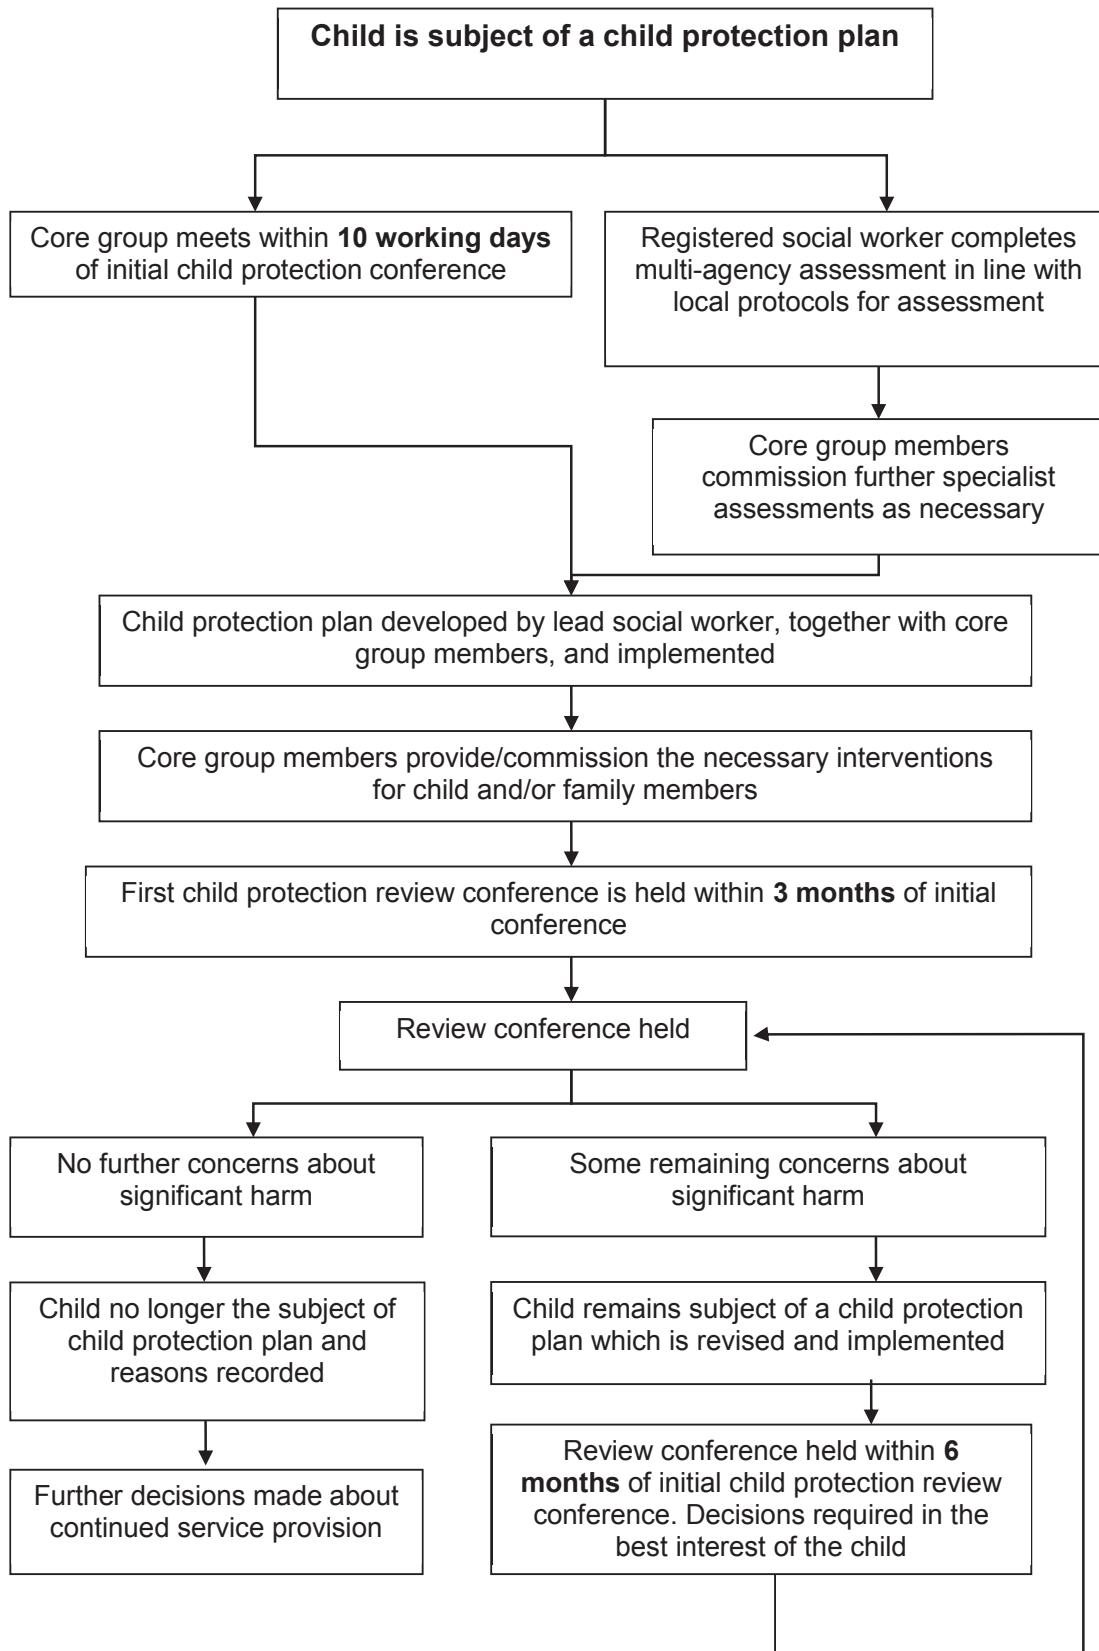 Child is subject of a child protection plan
Core group meets within 10 working days
of initial child protection conference
Registered social worker completes
multi-agency assessment in line with
local protocols for assessment
Core group members
commission further specialist
assessments as necessary
Child protection plan developed by lead social worker, together with core
group members, and implemented
Core group members provide/commission the necessary interventions
for child and/or family members
First child protection review conference is held within 3 months of initial
conference
Review conference held
No further concerns about
significant harm
Some remaining concerns about
significant harm
Child no longer the subject of
child protection plan and
reasons recorded
Child remains subject of a child protection
plan which is revised and implemented
Further decisions made about
continued service provision
Review conference held within 6
months of initial child protection review
conference. Decisions required in the
best interest of the child